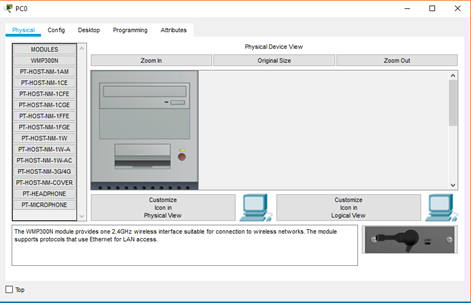 PC0
Physical
Config
Desktop
Programming
Attributes
MODULES
WMP300N
PT-HOST-NM-1AM
PT-HOST-NM-1CE
PT-HOST-NM-1CFE
PT-HOST-NM-1CGE
PT-HOST-NM-1FFE
PT-HOST-NM-1FGE
PT-HOST-NM-1W
PT-HOST-NM-1W-A
PT-HOST-NM-1W-AC
PT-HOST-NM-3G/4G
PT-HOST-NM-COVER
PT-HEADPHONE
PT-MICROPHONE
Physical Device View
Zoom In
Original Size
Zoom Out
Customize
Icon in
Physical View
Customize
Icon in
Logical View
The WMP300N module provides one 2.4GHz wireless interface suitable for connection to wireless networks. The module
supports protocols that use Ethernet for LAN access.
Top